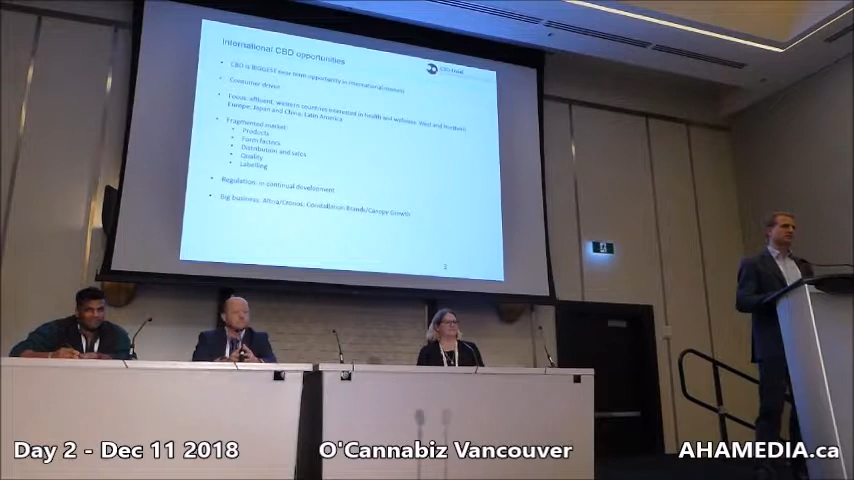 International CBD opportunities
• CBD is BIGGEST near term opportunity in international markets
• Consumer driven
• Focus: affluent, western countries interested in health and wellness: West and Northern
Europe; Japan and China; Latin America
• Fragmented market
• Products
• Form factors
• Distribution and sales
• Quality
• Labelling
• Regulation: in continual development
• Big business: Altria/Cronos; Constellation Brands/Canopy Growth
Day 2 - Dec 11 2018
O'Cannabiz Vancouver
AHAMEDIA.ca